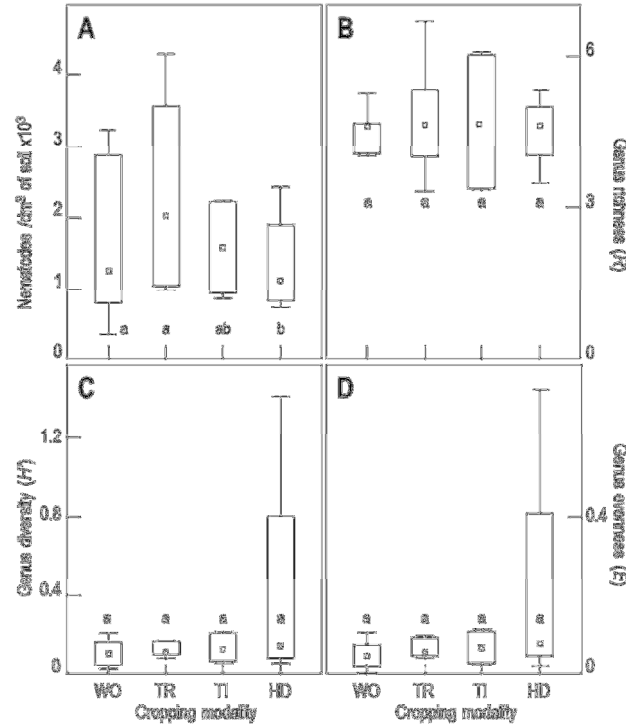 A
B
4
3
2
1
0
Nematodes /dm³ of soil x10³
6
3
0
Genus richness (R)
a a ab b
a a a a
C
D
1.2
0.8
0.4
0
Genus diversity (H')
0.4
0
Genus evenness (E)
a a a a
a a a a
WO TR TI HD
WO TR TI HD
Cropping modality
Cropping modality